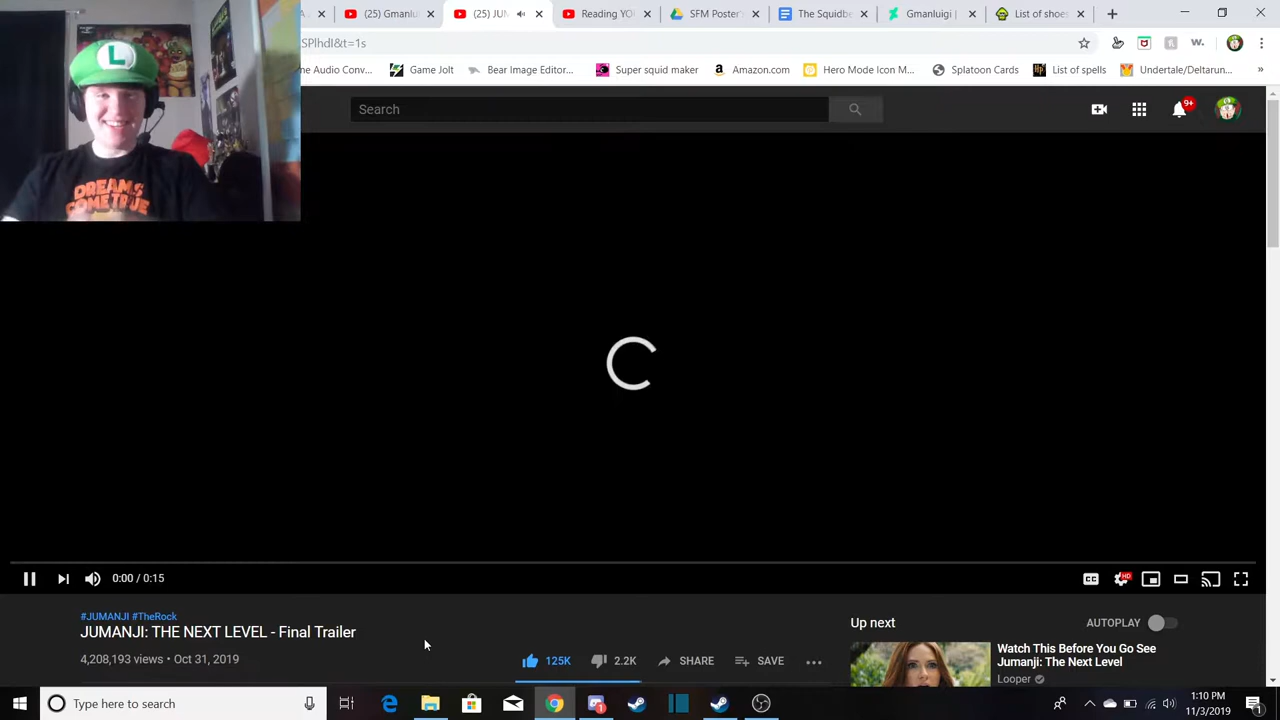 (25) Gmanlu
(25) JU
Reading YO
SFM Poster
The Squidb
Gmanluigi
List of shoes
SPlhdI&t=1s
ne Audio Conv...
Game Jolt
Bear Image Editor...
Super squid maker
Amazon.com
Hero Mode Icon M...
Splatoon Cards
List of spells
Undertale/Deltarun...
»
L
DREAMS
COME TRUE
Search
9+
0:00 / 0:15
HD
#JUMANJI #TheRock
JUMANJI: THE NEXT LEVEL - Final Trailer
4,208,193 views • Oct 31, 2019
125K
2.2K
SHARE
SAVE
Up next
AUTOPLAY
Watch This Before You Go See
Jumanji: The Next Level
Looper
Type here to search
1:10 PM
11/3/2019